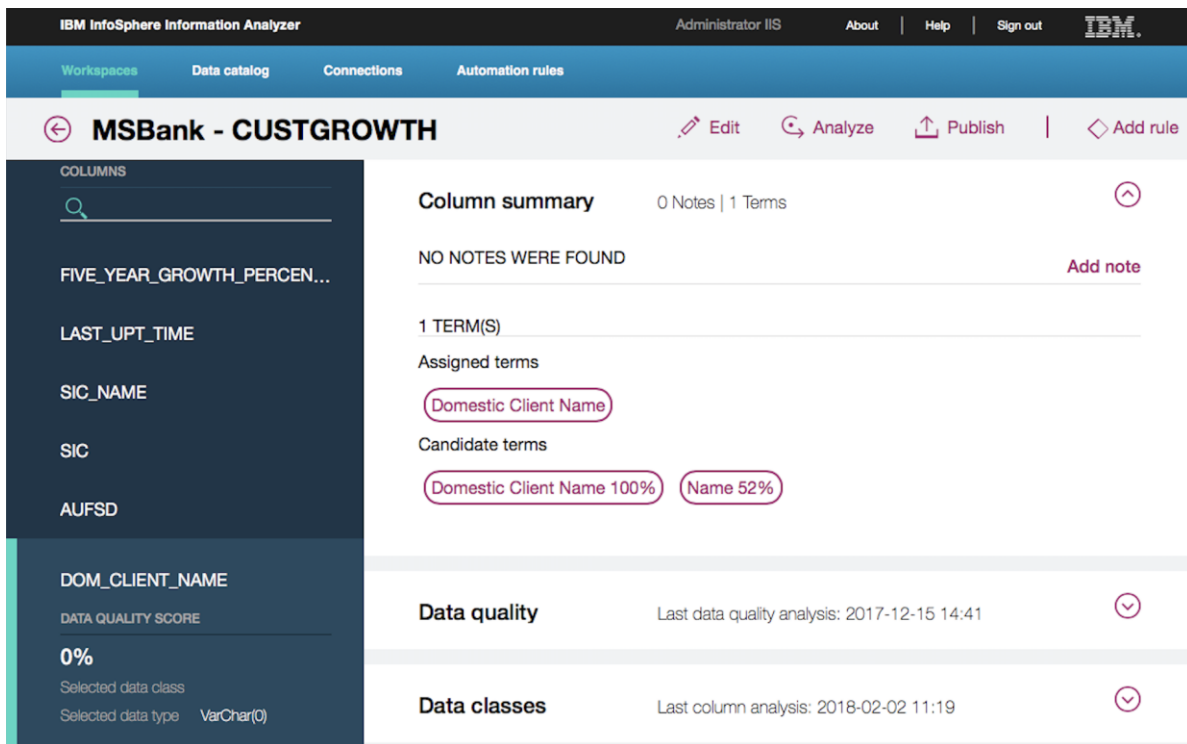 IBM InfoSphere Information Analyzer Administrator IIS About | Help | Sign out IBM.
Workspaces Data catalog Connections Automation rules
MSBank - CUSTGROWTH Edit Analyze Publish | Add rule
COLUMNS
FIVE_YEAR_GROWTH_PERCEN...
LAST_UPT_TIME
SIC_NAME
SIC
AUFSD
DOM_CLIENT_NAME
DATA QUALITY SCORE
0%
Selected data class
Selected data type VarChar(0)
Column summary 0 Notes | 1 Terms
NO NOTES WERE FOUND
Add note
1 TERM(S)
Assigned terms
Domestic Client Name
Candidate terms
Domestic Client Name 100% Name 52%
Data quality Last data quality analysis: 2017-12-15 14:41
Data classes Last column analysis: 2018-02-02 11:19